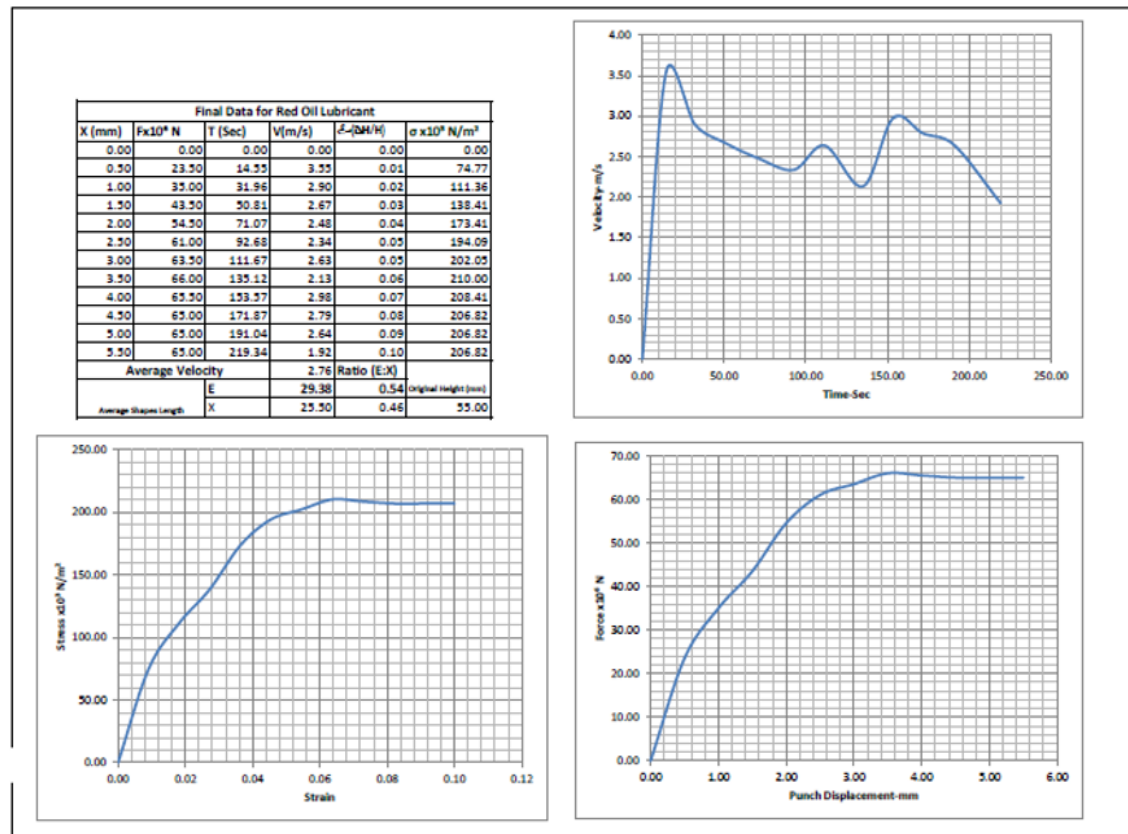 Final Data for Red Oil Lubricant
X (mm) Fx10⁶ N T (Sec) V(m/s) Ɛ-(ΔH/H) σ x10⁶ N/m²
0.00 0.00 0.00 0.00 0.00 0.00
0.50 23.50 14.55 3.55 0.01 74.77
1.00 35.00 31.96 2.90 0.02 111.36
1.50 43.50 50.81 2.67 0.03 138.41
2.00 54.50 71.07 2.48 0.04 173.41
2.50 61.00 92.68 2.34 0.05 194.09
3.00 63.50 111.67 2.63 0.05 202.05
3.50 66.00 135.12 2.13 0.06 210.00
4.00 65.50 153.57 2.98 0.07 208.41
4.50 65.00 171.87 2.79 0.08 206.82
5.00 65.00 191.04 2.64 0.09 206.82
5.50 65.00 219.34 1.92 0.10 206.82
Average Velocity 2.76 Ratio (E:X)
E 29.38 0.54 Original Height (mm)
Average Shapes Length X 25.50 0.46 55.00
4.00
3.50
3.00
2.50
2.00
1.50
1.00
0.50
0.00
Velocity-m/s
0.00 50.00 100.00 150.00 200.00 250.00
Time-Sec
250.00
200.00
150.00
100.00
50.00
0.00
Stress x10⁶ N/m²
0.00 0.02 0.04 0.06 0.08 0.10 0.12
Strain
70.00
60.00
50.00
40.00
30.00
20.00
10.00
0.00
Force x10⁶ N
0.00 1.00 2.00 3.00 4.00 5.00 6.00
Punch Displacement-mm